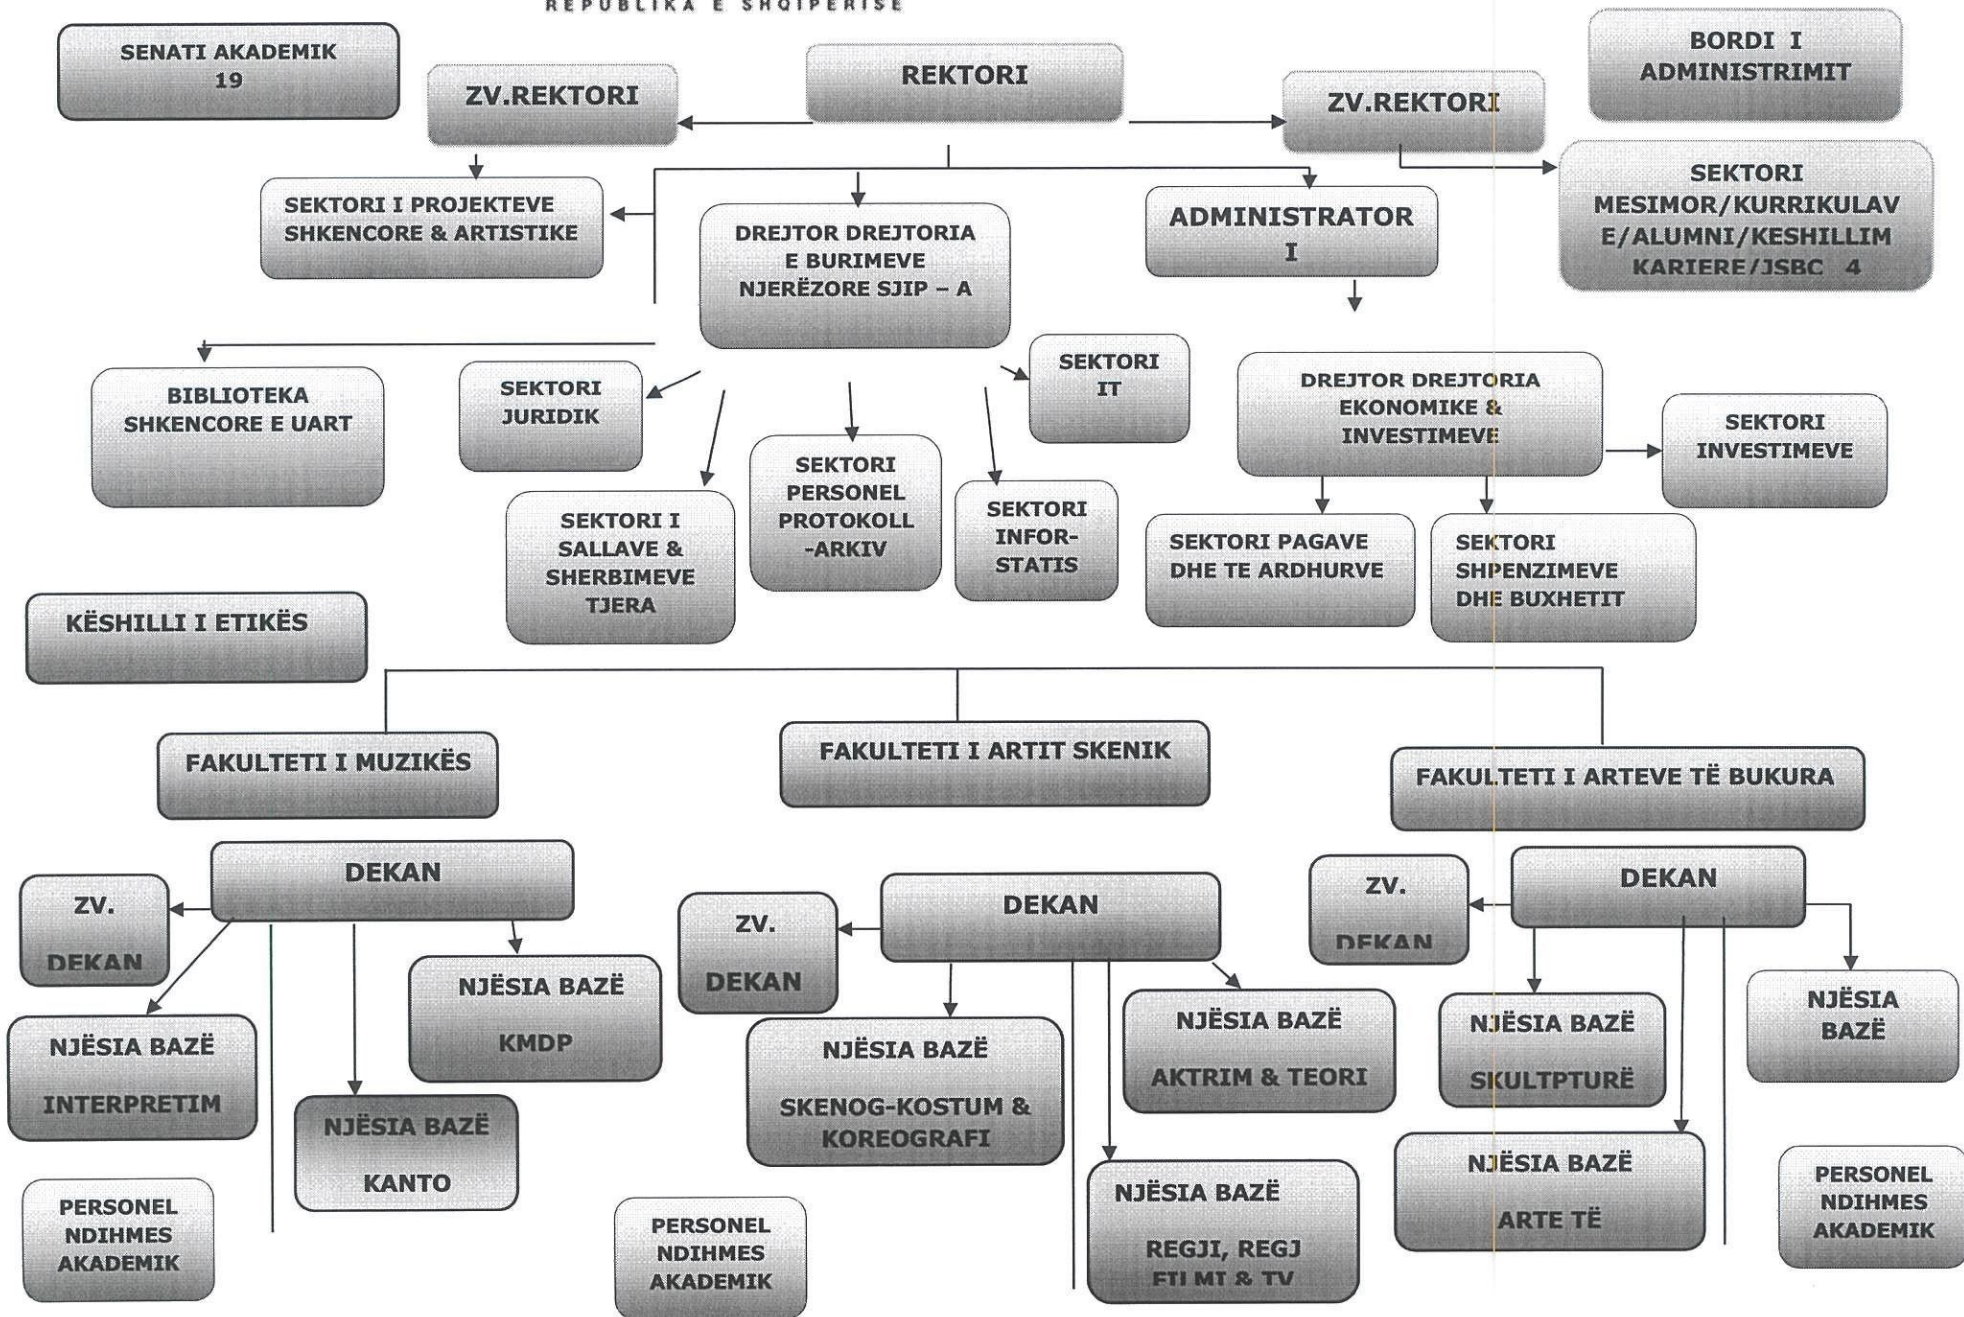 REPUBLIKA E SHQIPËRISË
SENATI AKADEMIK
19
ZV.REKTORI
REKTORI
ZV.REKTORI
BORDI I
ADMINISTRIMIT
SEKTORI I PROJEKTEVE
SHKENCORE & ARTISTIKE
DREJTOR DREJTORIA
E BURIMEVE
NJERËZORE SJIP – A
ADMINISTRATOR
I
SEKTORI
MESIMOR/KURRIKULAV
E/ALUMNI/KESHILLIM
KARIERE/JSBC 4
BIBLIOTEKA
SHKENCORE E UART
SEKTORI
JURIDIK
SEKTORI
IT
DREJTOR DREJTORIA
EKONOMIKE &
INVESTIMEVE
SEKTORI
INVESTIMEVE
SEKTORI I
SALLAVE &
SHERBIMEVE
TJERA
SEKTORI
PERSONEL
PROTOKOLL
-ARKIV
SEKTORI
INFOR-
STATIS
SEKTORI PAGAVE
DHE TE ARDHURVE
SEKTORI
SHPENZIMEVE
DHE BUXHETIT
KËSHILLI I ETIKËS
FAKULTETI I MUZIKËS
FAKULTETI I ARTIT SKENIK
FAKULTETI I ARTEVE TË BUKURA
DEKAN
ZV.
DEKAN
NJËSIA BAZË
INTERPRETIM
NJËSIA BAZË
KMDP
NJËSIA BAZË
KANTO
PERSONEL
NDIHMES
AKADEMIK
DEKAN
ZV.
DEKAN
NJËSIA BAZË
SKENOG-KOSTUM &
KOREOGRAFI
NJËSIA BAZË
AKTRIM & TEORI
NJËSIA BAZË
REGJI, REGJ
FILMI & TV
PERSONEL
NDIHMES
AKADEMIK
DEKAN
ZV.
DEKAN
NJËSIA BAZË
SKULTPTURË
NJËSIA
BAZË
NJËSIA BAZË
ARTE TË
PERSONEL
NDIHMES
AKADEMIK